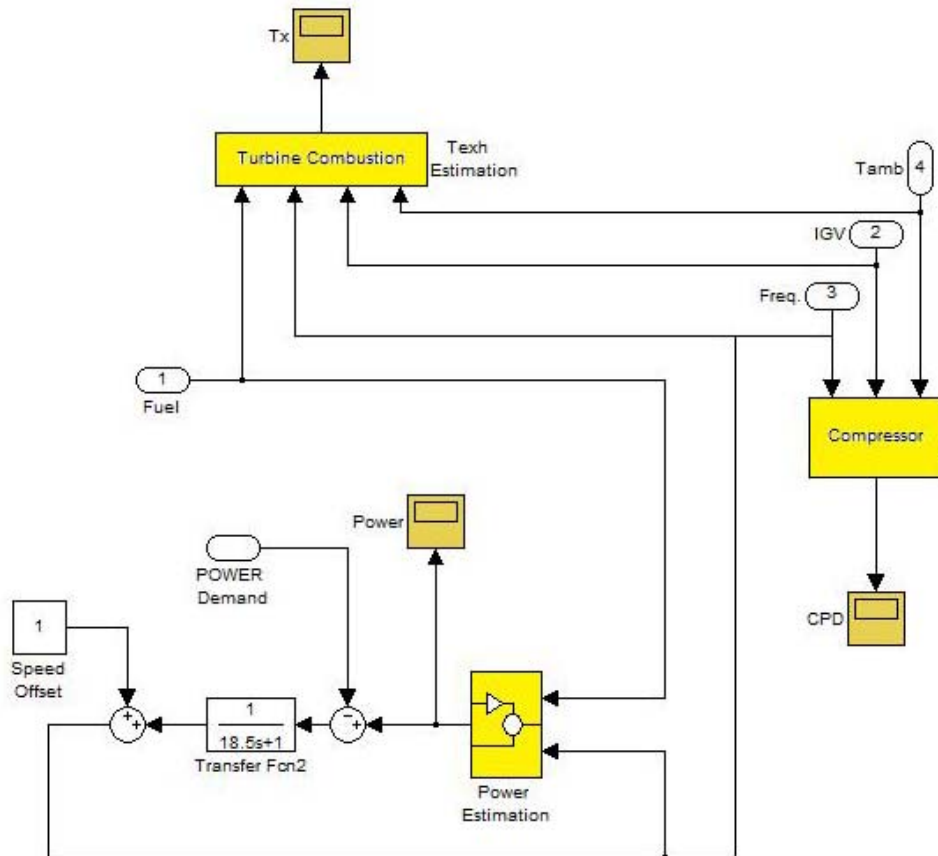 Tx
Turbine Combustion
Texh
Estimation
Tamb
4
IGV
2
Freq.
3
1
Fuel
Compressor
Power
POWER
Demand
CPD
1
Speed
Offset
+
+
1
18.5s+1
Transfer Fcn2
−
+
Power
Estimation